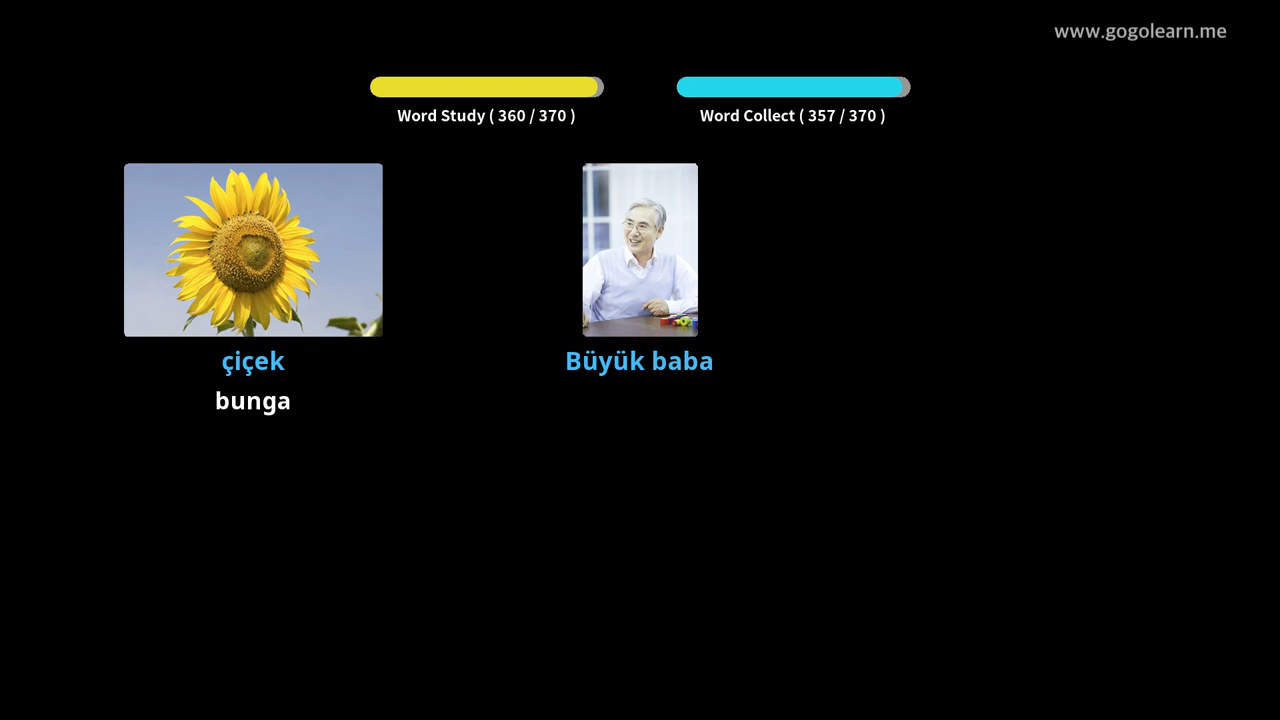 www.gogolearn.me
Word Study ( 360 / 370 )
Word Collect ( 357 / 370 )
çiçek
Büyük baba
bunga